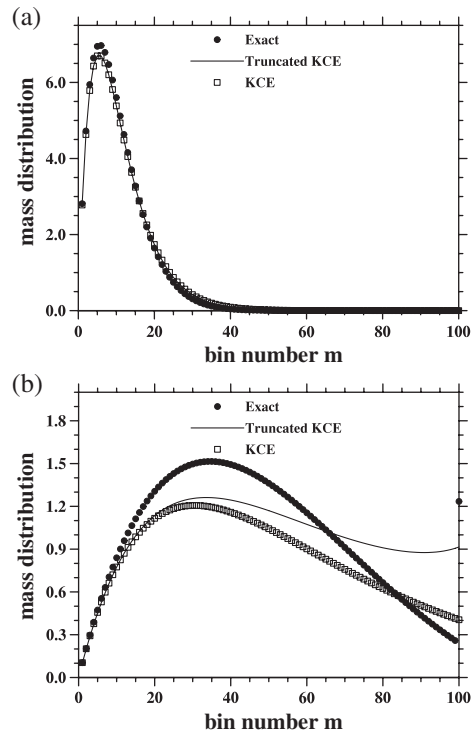 (a)
Exact
Truncated KCE
KCE
mass distribution
6.0
4.0
2.0
0.0
0
20
40
60
80
100
bin number m
(b)
Exact
Truncated KCE
KCE
mass distribution
1.8
1.5
1.2
0.9
0.6
0.3
0.0
0
20
40
60
80
100
bin number m